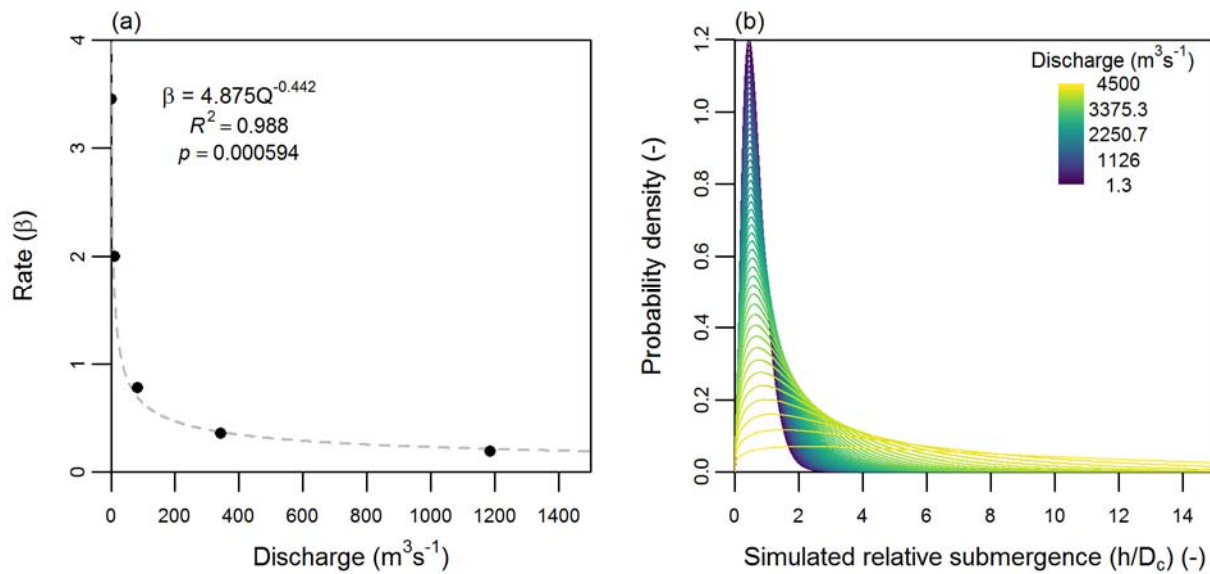 (a)
β = 4.875Q^-0.442
R² = 0.988
p = 0.000594
Rate (β)
4
3
2
1
0
0 200 400 600 800 1000 1200 1400
Discharge (m³s⁻¹)
(b)
Discharge (m³s⁻¹)
4500
3375.3
2250.7
1126
1.3
Probability density (-)
1.2
1.0
0.8
0.6
0.4
0.2
0.0
0 2 4 6 8 10 12 14
Simulated relative submergence (h/D_c) (-)